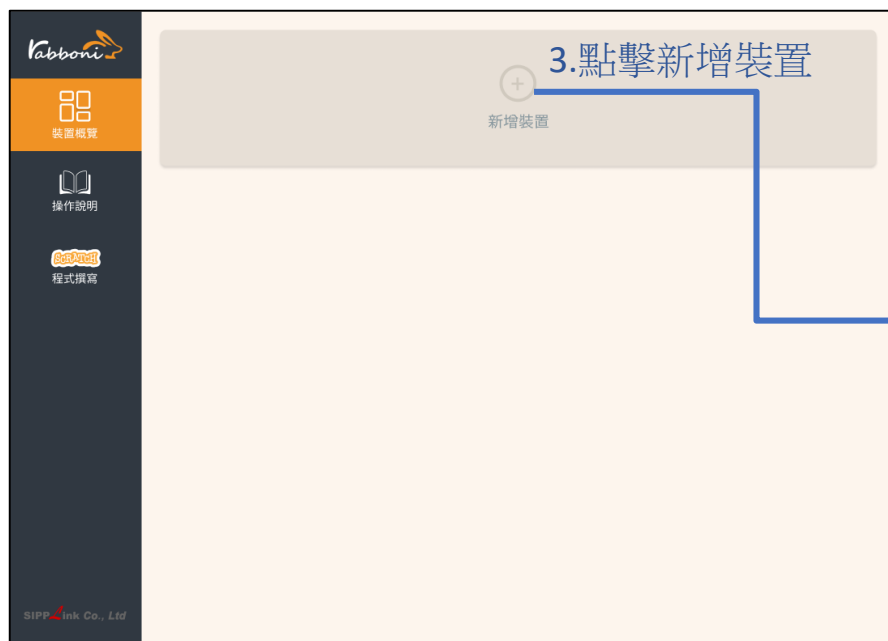 rabboni
3.點擊新增裝置
新增裝置
裝置概覽
操作說明
SCRATCH
程式撰寫
SIPPLink Co., Ltd